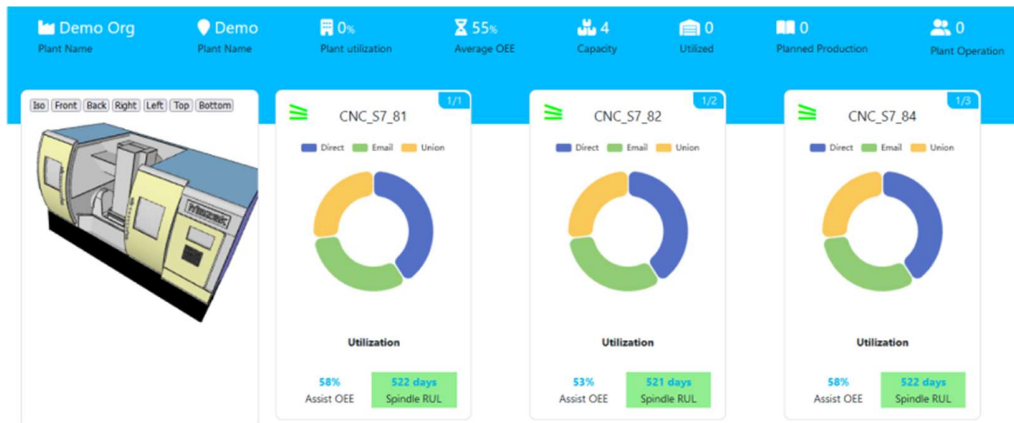 Demo Org
Plant Name
Demo
Plant Name
0%
Plant utilization
55%
Average OEE
4
Capacity
0
Utilized
0
Planned Production
0
Plant Operation
Iso Front Back Right Left Top Bottom
1/1
CNC_S7_81
Direct Email Union
Utilization
58%
Assist OEE
522 days
Spindle RUL
1/2
CNC_S7_82
Direct Email Union
Utilization
53%
Assist OEE
521 days
Spindle RUL
1/3
CNC_S7_84
Direct Email Union
Utilization
58%
Assist OEE
522 days
Spindle RUL